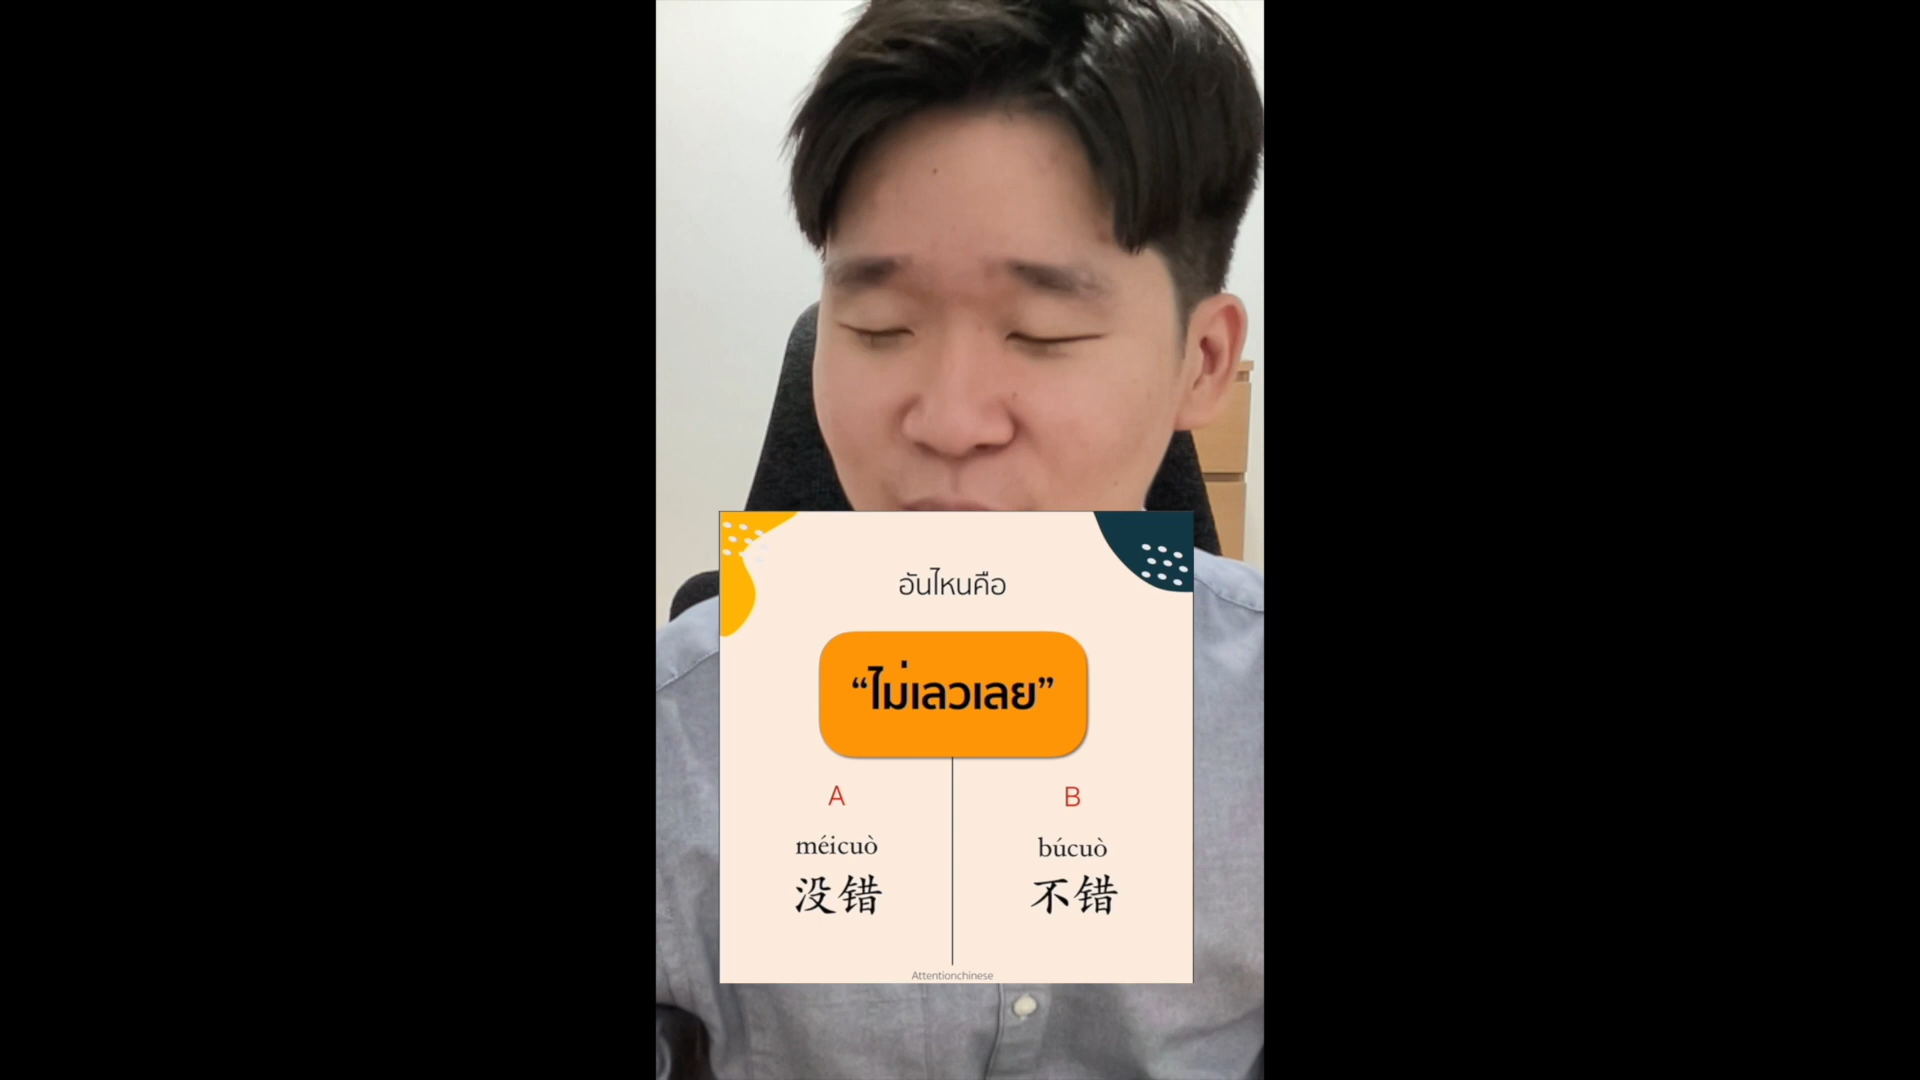 อันไหนคือ
“ไม่เลวเลย”
A
B
méicuò
búcuò
没错
不错
Attentionchinese